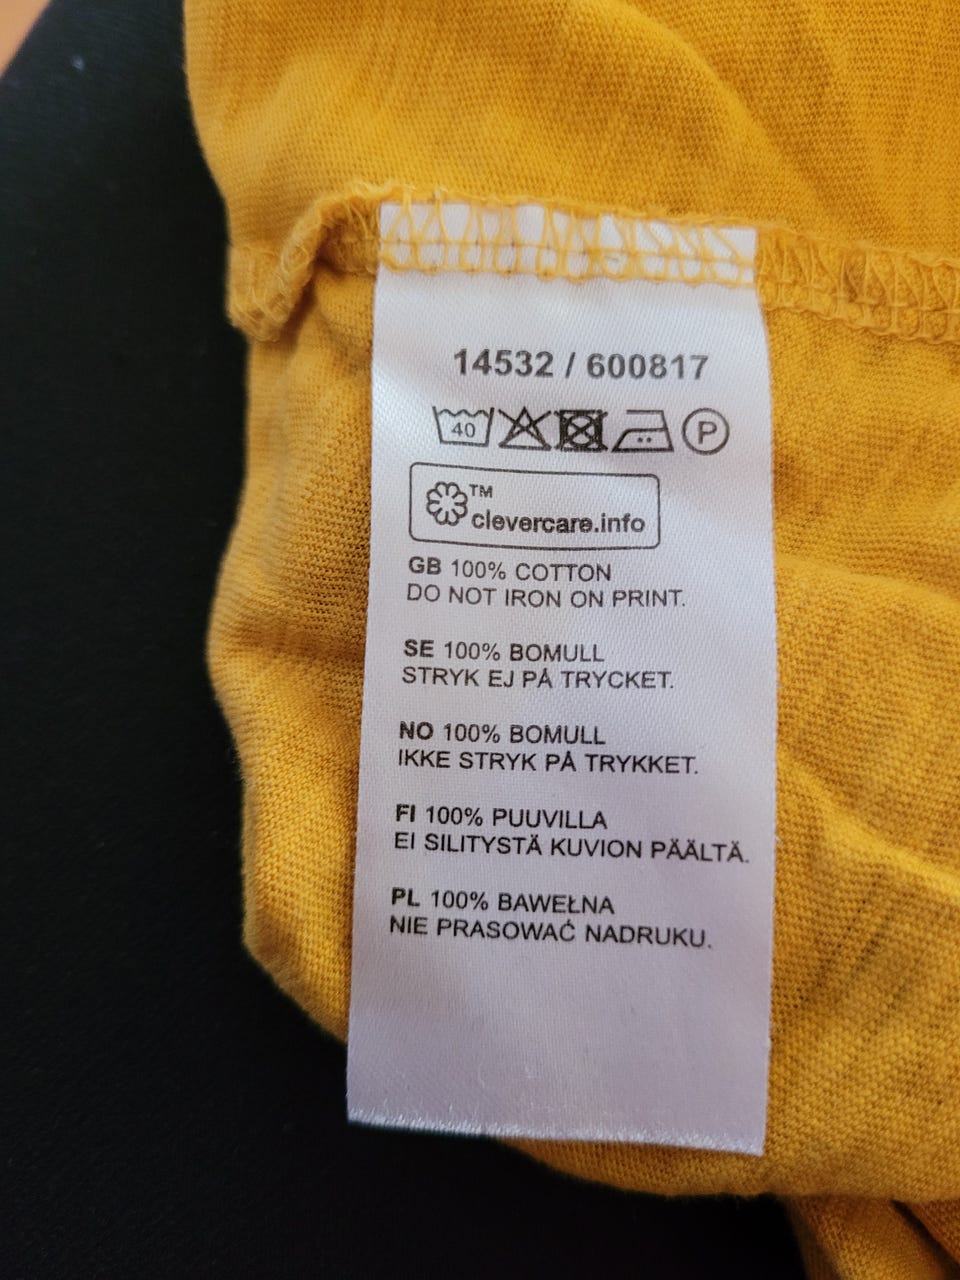 14532 / 600817
40 P
TM
clevercare.info
GB 100% COTTON
DO NOT IRON ON PRINT.
SE 100% BOMULL
STRYK EJ PÅ TRYCKET.
NO 100% BOMULL
IKKE STRYK PÅ TRYKKET.
FI 100% PUUVILLA
EI SILITYSTÄ KUVION PÄÄLTÄ.
PL 100% BAWEŁNA
NIE PRASOWAĆ NADRUKU.